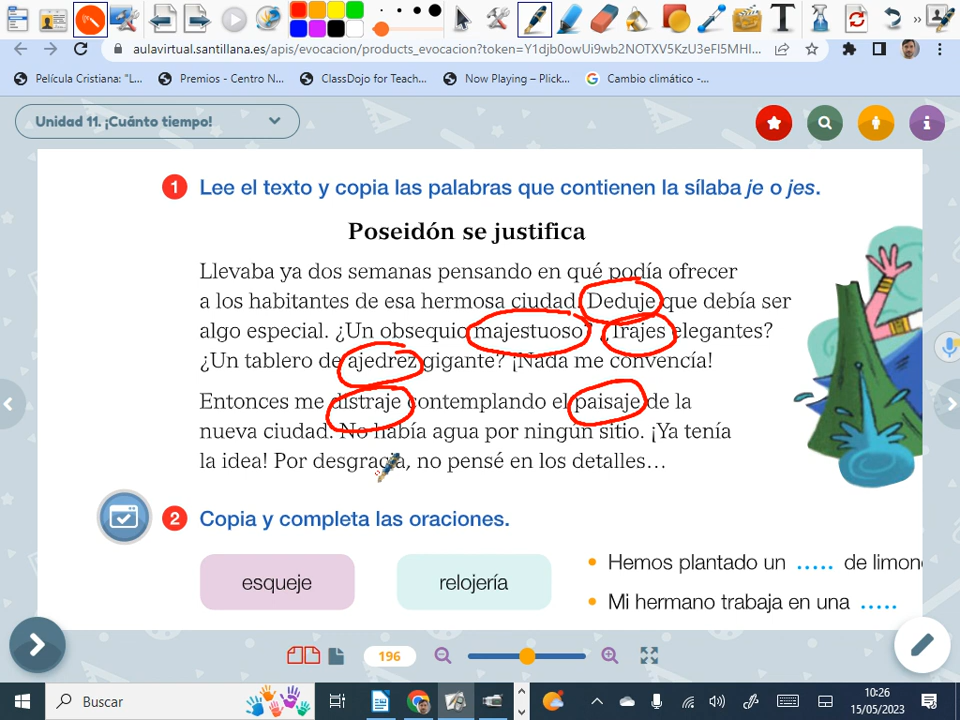 aulavirtual.santillana.es/apis/evocacion/products_evocacion?token=Y1djb0owUi9wb2NOTXV5KzU3eFI5MHI...
Película Cristiana: "L... Premios - Centro N... ClassDojo for Teach... Now Playing – Plick... Cambio climático -...
Unidad 11. ¡Cuánto tiempo!
1 Lee el texto y copia las palabras que contienen la sílaba je o jes.
Poseidón se justifica
Llevaba ya dos semanas pensando en qué podía ofrecer
a los habitantes de esa hermosa ciudad. Deduje que debía ser
algo especial. ¿Un obsequio majestuoso? ¿Trajes elegantes?
¿Un tablero de ajedrez gigante? ¡Nada me convencía!
Entonces me distraje contemplando el paisaje de la
nueva ciudad. No había agua por ningún sitio. ¡Ya tenía
la idea! Por desgracia, no pensé en los detalles...
2 Copia y completa las oraciones.
esqueje relojería
• Hemos plantado un ..... de limon
• Mi hermano trabaja en una .....
196
Buscar
10:26
15/05/2023